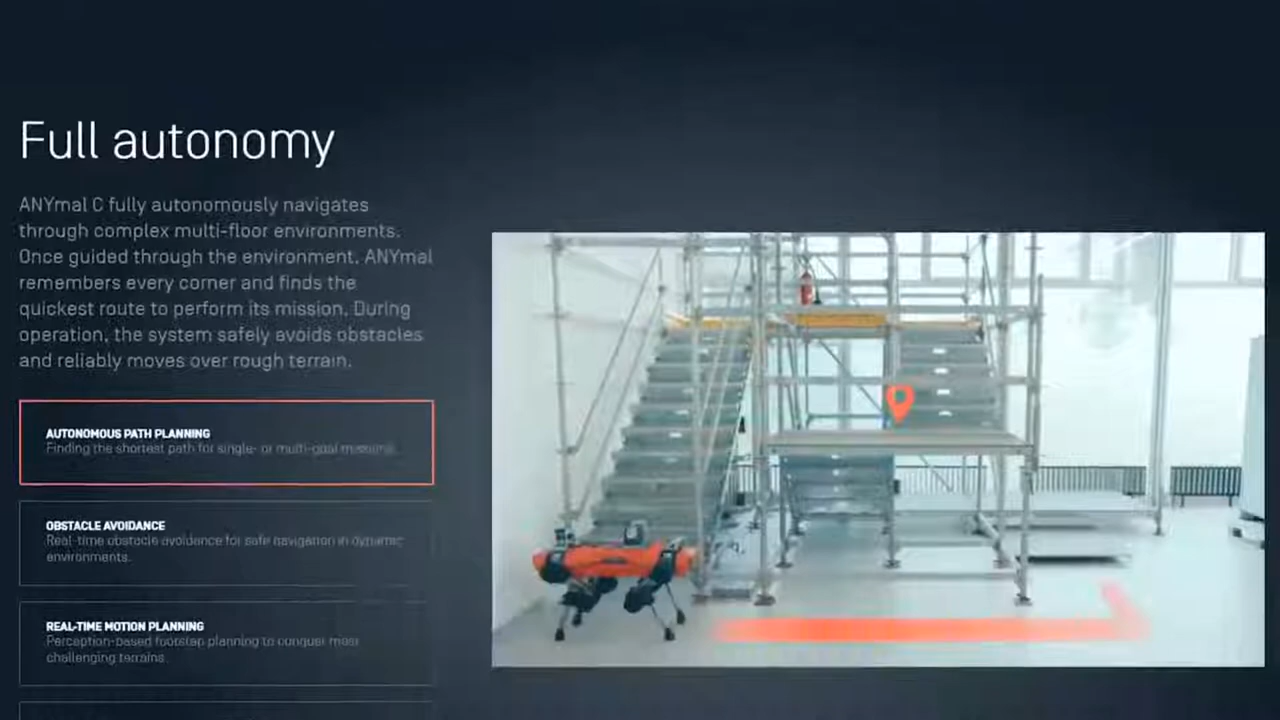 Full autonomy
ANYmal C fully autonomously navigates
through complex multi-floor environments.
Once guided through the environment, ANYmal
remembers every corner and finds the
quickest route to perform its mission. During
operation, the system safely avoids obstacles
and reliably moves over rough terrain.
AUTONOMOUS PATH PLANNING
Finding the shortest path for single- or multi-goal missions.
OBSTACLE AVOIDANCE
Real-time obstacle avoidance for safe navigation in dynamic
environments.
REAL-TIME MOTION PLANNING
Perception-based footstep planning to conquer most
challenging terrains.